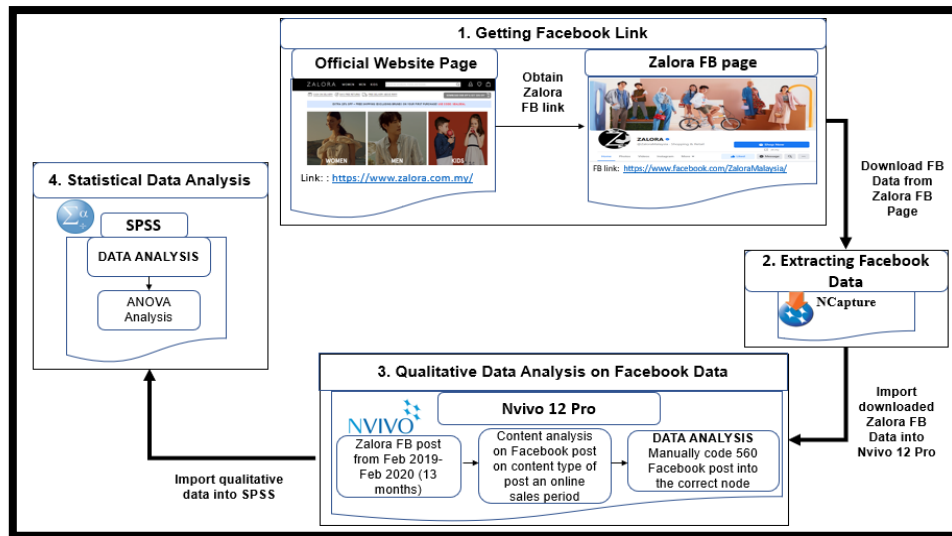 1. Getting Facebook Link
Official Website Page
ZALORA
WOMEN
MEN
KIDS
Link: : https://www.zalora.com.my/
Obtain
Zalora
FB link
Zalora FB page
ZALORA
FB link: https://www.facebook.com/ZaloraMalaysia/
Download FB
Data from
Zalora FB
Page
2. Extracting Facebook
Data
NCapture
Import
downloaded
Zalora FB
Data into
Nvivo 12 Pro
3. Qualitative Data Analysis on Facebook Data
NVIVO
Nvivo 12 Pro
Zalora FB post
from Feb 2019-
Feb 2020 (13
months)
Content analysis
on Facebook post
on content type of
post an online
sales period
DATA ANALYSIS
Manually code 560
Facebook post into
the correct node
Import qualitative
data into SPSS
4. Statistical Data Analysis
Σα
SPSS
DATA ANALYSIS
ANOVA
Analysis